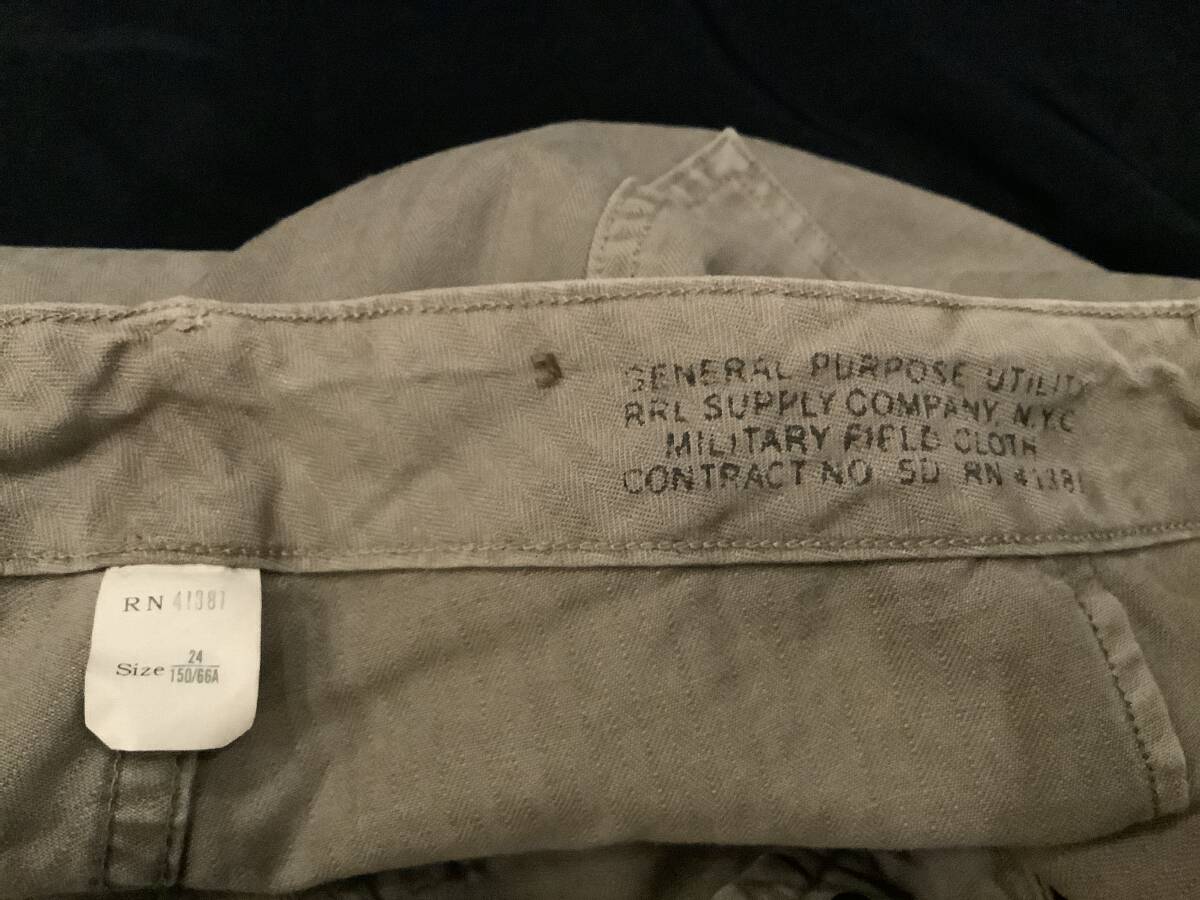 GENERAL PURPOSE UTILITY
RRL SUPPLY COMPANY, N.Y.C
MILITARY FIELD CLOTH
CONTRACT NO SD RN 41381
RN 41381
Size 24
150/66A